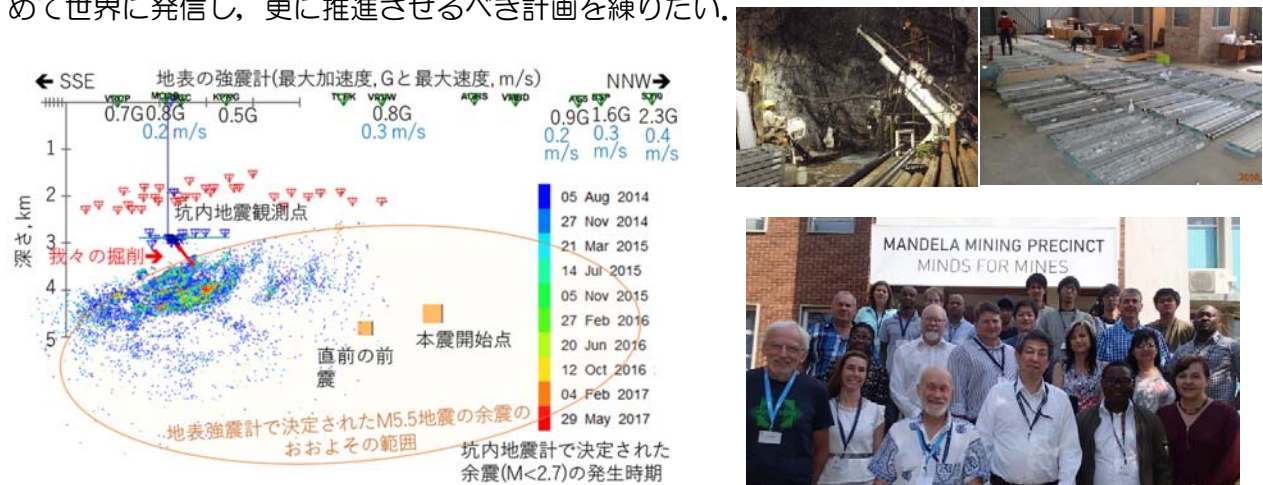 めて世界に発信し，更に推進させるべき計画を練りたい．
← SSE 地表の強震計(最大加速度,Gと最大速度, m/s) NNW→
0.7G 0.8G 0.5G 0.8G 0.9G 1.6G 2.3G
0.2 m/s 0.3 m/s 0.2 m/s 0.3 m/s 0.4 m/s
1
2
3
4
5
深さ, km
坑内地震観測点
我々の掘削→
直前の前震
本震開始点
地表強震計で決定されたM5.5地震の余震の
おおよその範囲
05 Aug 2014
27 Nov 2014
21 Mar 2015
14 Jul 2015
05 Nov 2015
27 Feb 2016
20 Jun 2016
12 Oct 2016
04 Feb 2017
29 May 2017
坑内地震計で決定された
余震(M<2.7)の発生時期
MANDELA MINING PRECINCT
MINDS FOR MINES